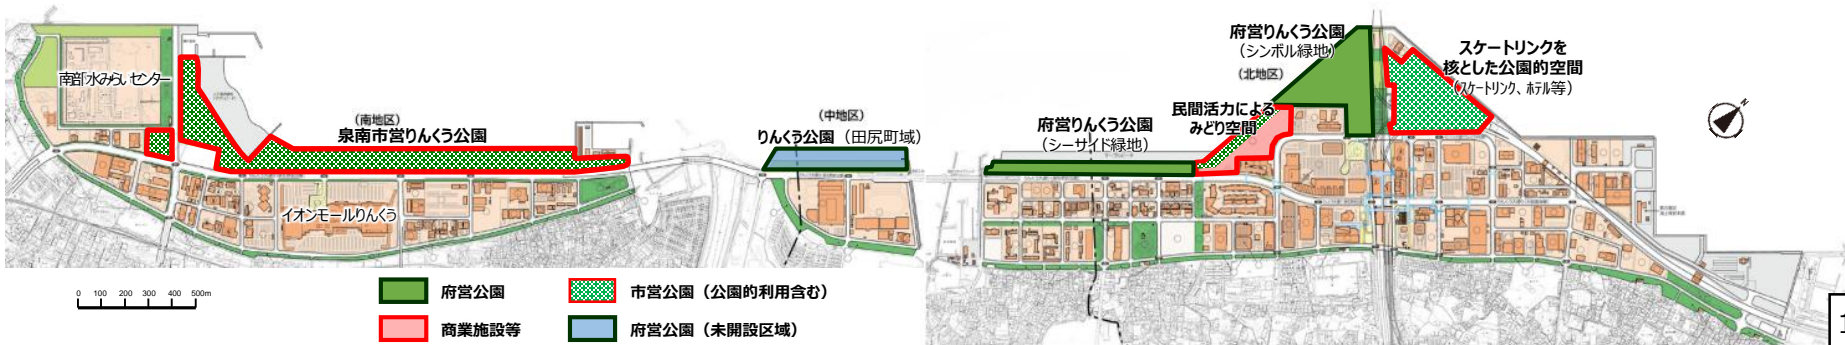 南部水みらいセンター
(南地区)
泉南市営りんくう公園
イオンモールりんくう
(中地区)
りんくう公園(田尻町域)
府営りんくう公園
(シーサイド緑地)
民間活力による
みどり空間
府営りんくう公園
(シンボル緑地)
(北地区)
スケートリンクを
核とした公園的空間
(スケートリンク、ホテル等)
N
0 100 200 300 400 500m
府営公園
市営公園(公園的利用含む)
商業施設等
府営公園(未開設区域)